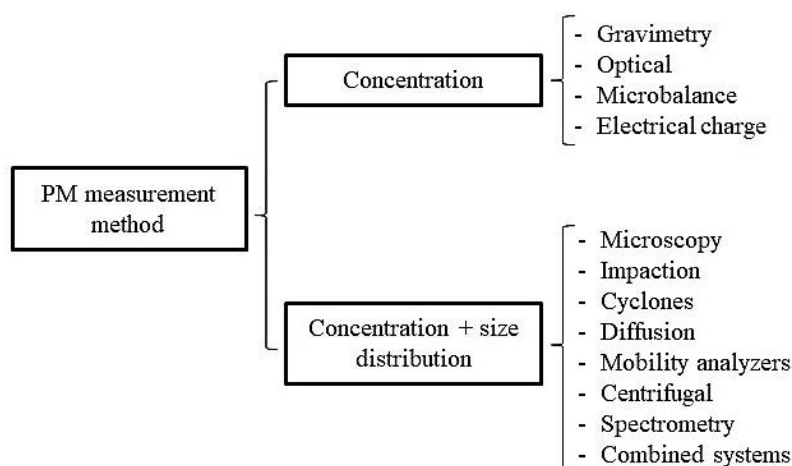 PM measurement
method
Concentration
- Gravimetry
- Optical
- Microbalance
- Electrical charge
Concentration + size
distribution
- Microscopy
- Impaction
- Cyclones
- Diffusion
- Mobility analyzers
- Centrifugal
- Spectrometry
- Combined systems